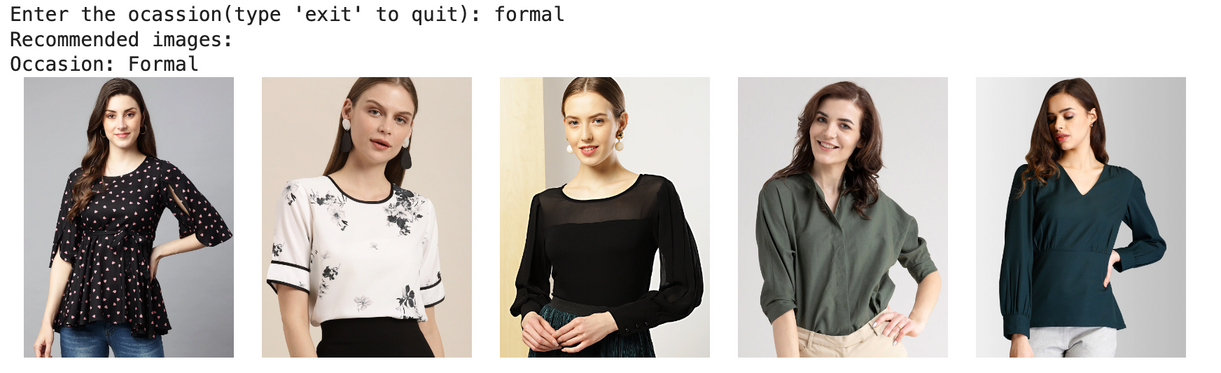 Enter the ocassion(type 'exit' to quit): formal
Recommended images:
Occasion: Formal